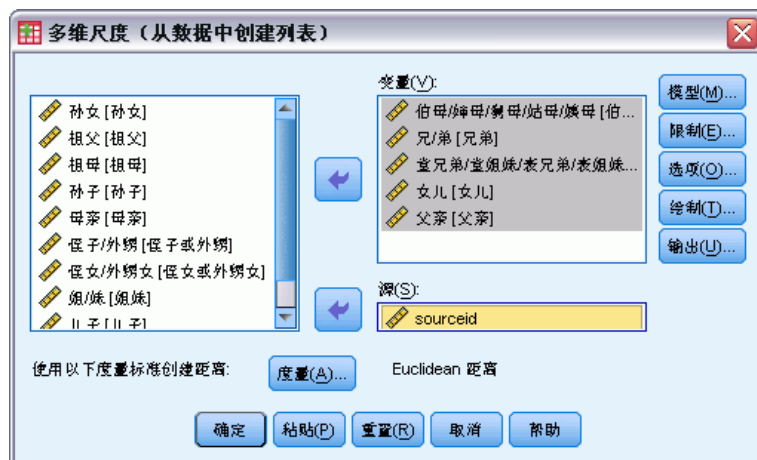 多维尺度（从数据中创建列表）
孙女 [孙女]
祖父 [祖父]
祖母 [祖母]
孙子 [孙子]
母亲 [母亲]
侄子/外甥 [侄子或外甥]
侄女/外甥女 [侄女或外甥女]
姐/妹 [姐妹]
儿子 [儿子]
变量(V):
伯母/婶母/舅母/姑母/姨母 [伯...
兄/弟 [兄弟]
堂兄弟/堂姐妹/表兄弟/表姐妹...
女儿 [女儿]
父亲 [父亲]
源(S):
sourceid
模型(M)...
限制(E)...
选项(O)...
绘制(T)...
输出(U)...
使用以下度量标准创建距离:
度量(A)...
Euclidean 距离
确定
粘贴(P)
重置(R)
取消
帮助